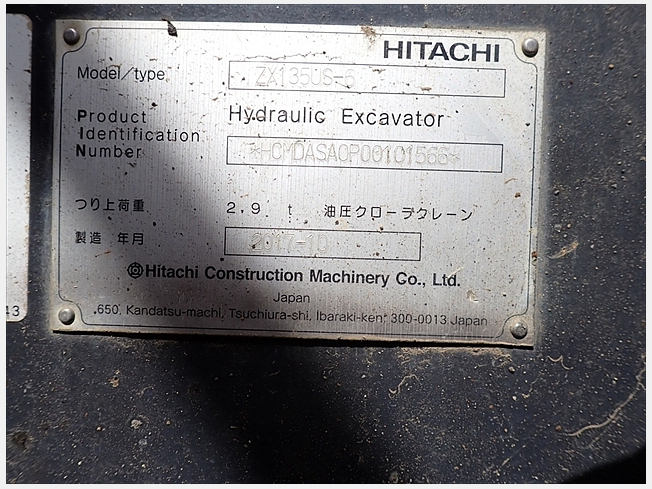 HITACHI
Model/type ZX135US-6
Product Identification Number
Hydraulic Excavator
*HCMDASA0P00101566*
つり上荷重 2.9 t 油圧クローラクレーン
製造 年月 2017-10
Hitachi Construction Machinery Co., Ltd.
Japan
650, Kandatsu-machi, Tsuchiura-shi, Ibaraki-ken 300-0013 Japan
43